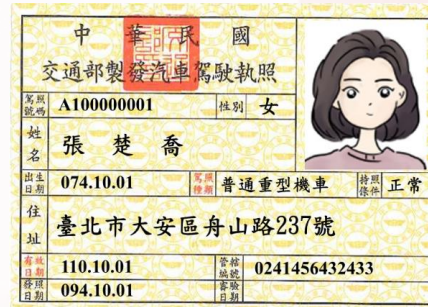 中華民國
交通部製發汽車駕駛執照
駕照號碼 A100000001 性別 女
姓名 張楚喬
出生日期 074.10.01 駕照種類 普通重型機車 持照條件 正常
住址 臺北市大安區舟山路237號
有效日期 110.10.01 管轄編號 0241456432433
發照日期 094.10.01 審驗日期